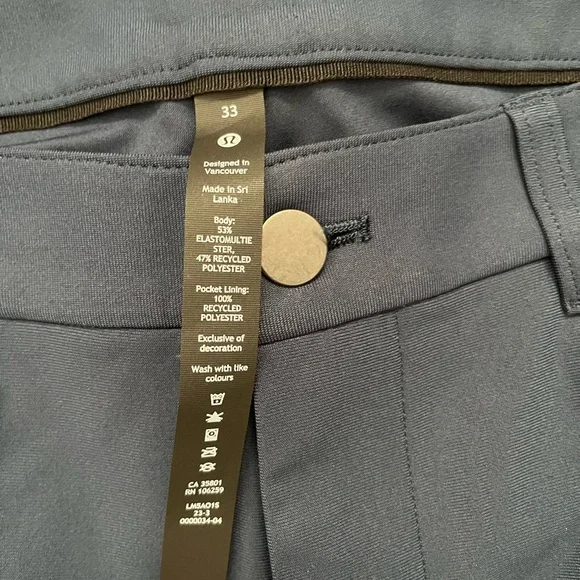 33
Designed in
Vancouver
Made in Sri
Lanka
Body:
53%
ELASTOMULTIE
STER,
47% RECYCLED
POLYESTER
Pocket Lining:
100%
RECYCLED
POLYESTER
Exclusive of
decoration
Wash with like
colours
CA 35801
RN 106259
LM5AO1S
23-3
0000034-04